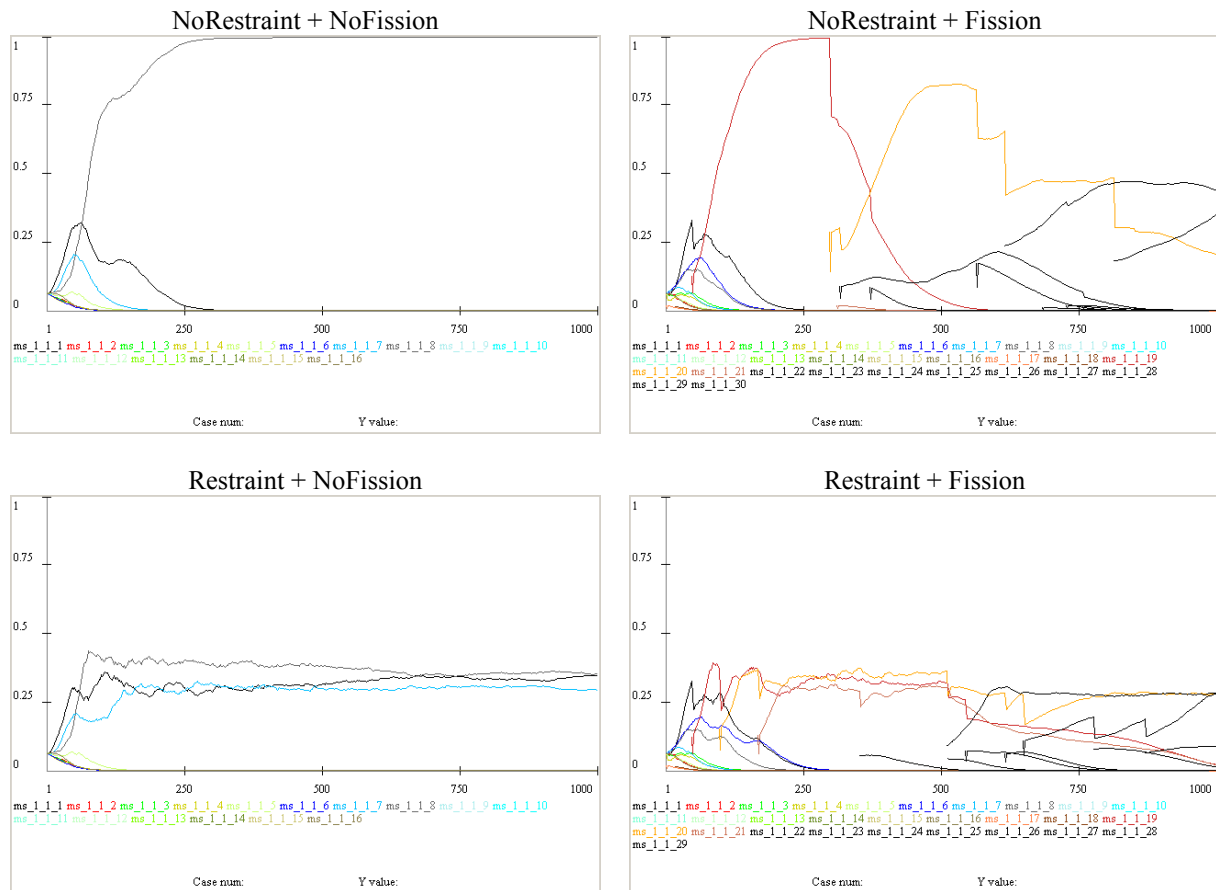 NoRestraint + NoFission
1
0.75
0.5
0.25
0
1 250 500 750 1000
ms_1_1_1 ms_1_1_2 ms_1_1_3 ms_1_1_4 ms_1_1_5 ms_1_1_6 ms_1_1_7 ms_1_1_8 ms_1_1_9 ms_1_1_10
ms_1_1_11 ms_1_1_12 ms_1_1_13 ms_1_1_14 ms_1_1_15 ms_1_1_16
Case num: Y value:
NoRestraint + Fission
1
0.75
0.5
0.25
0
1 250 500 750 1000
ms_1_1_1 ms_1_1_2 ms_1_1_3 ms_1_1_4 ms_1_1_5 ms_1_1_6 ms_1_1_7 ms_1_1_8 ms_1_1_9 ms_1_1_10
ms_1_1_11 ms_1_1_12 ms_1_1_13 ms_1_1_14 ms_1_1_15 ms_1_1_16 ms_1_1_17 ms_1_1_18 ms_1_1_19
ms_1_1_20 ms_1_1_21 ms_1_1_22 ms_1_1_23 ms_1_1_24 ms_1_1_25 ms_1_1_26 ms_1_1_27 ms_1_1_28
ms_1_1_29 ms_1_1_30
Case num: Y value:
Restraint + NoFission
1
0.75
0.5
0.25
0
1 250 500 750 1000
ms_1_1_1 ms_1_1_2 ms_1_1_3 ms_1_1_4 ms_1_1_5 ms_1_1_6 ms_1_1_7 ms_1_1_8 ms_1_1_9 ms_1_1_10
ms_1_1_11 ms_1_1_12 ms_1_1_13 ms_1_1_14 ms_1_1_15 ms_1_1_16
Case num: Y value:
Restraint + Fission
1
0.75
0.5
0.25
0
1 250 500 750 1000
ms_1_1_1 ms_1_1_2 ms_1_1_3 ms_1_1_4 ms_1_1_5 ms_1_1_6 ms_1_1_7 ms_1_1_8 ms_1_1_9 ms_1_1_10
ms_1_1_11 ms_1_1_12 ms_1_1_13 ms_1_1_14 ms_1_1_15 ms_1_1_16 ms_1_1_17 ms_1_1_18 ms_1_1_19
ms_1_1_20 ms_1_1_21 ms_1_1_22 ms_1_1_23 ms_1_1_24 ms_1_1_25 ms_1_1_26 ms_1_1_27 ms_1_1_28
ms_1_1_29
Case num: Y value: